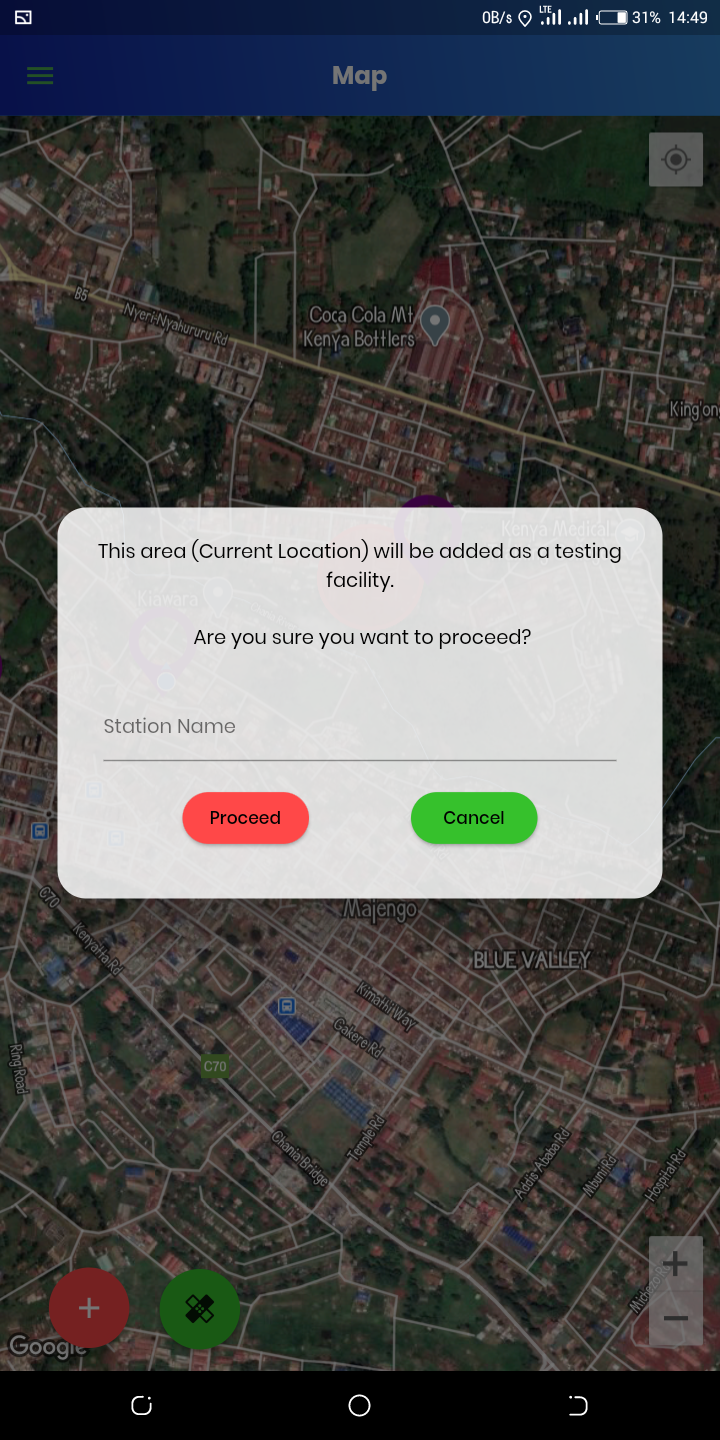 0B/s LTE 31% 14:49
Map
B5
Nyeri-Nyahururu Rd
Coca Cola Mt
Kenya Bottlers
King'ong
Kenya Medical
This area (Current Location) will be added as a testing
facility.
Kiawara
Are you sure you want to proceed?
Station Name
Proceed Cancel
C70
Majengo
Kenyatta Rd
BLUE VALLEY
Kimathi Way
Gakere Rd
Ring Road
C70
Chania Bridge
Temple Rd
Addis Ababa Rd
Mbuni Rd
Hospital Rd
Google